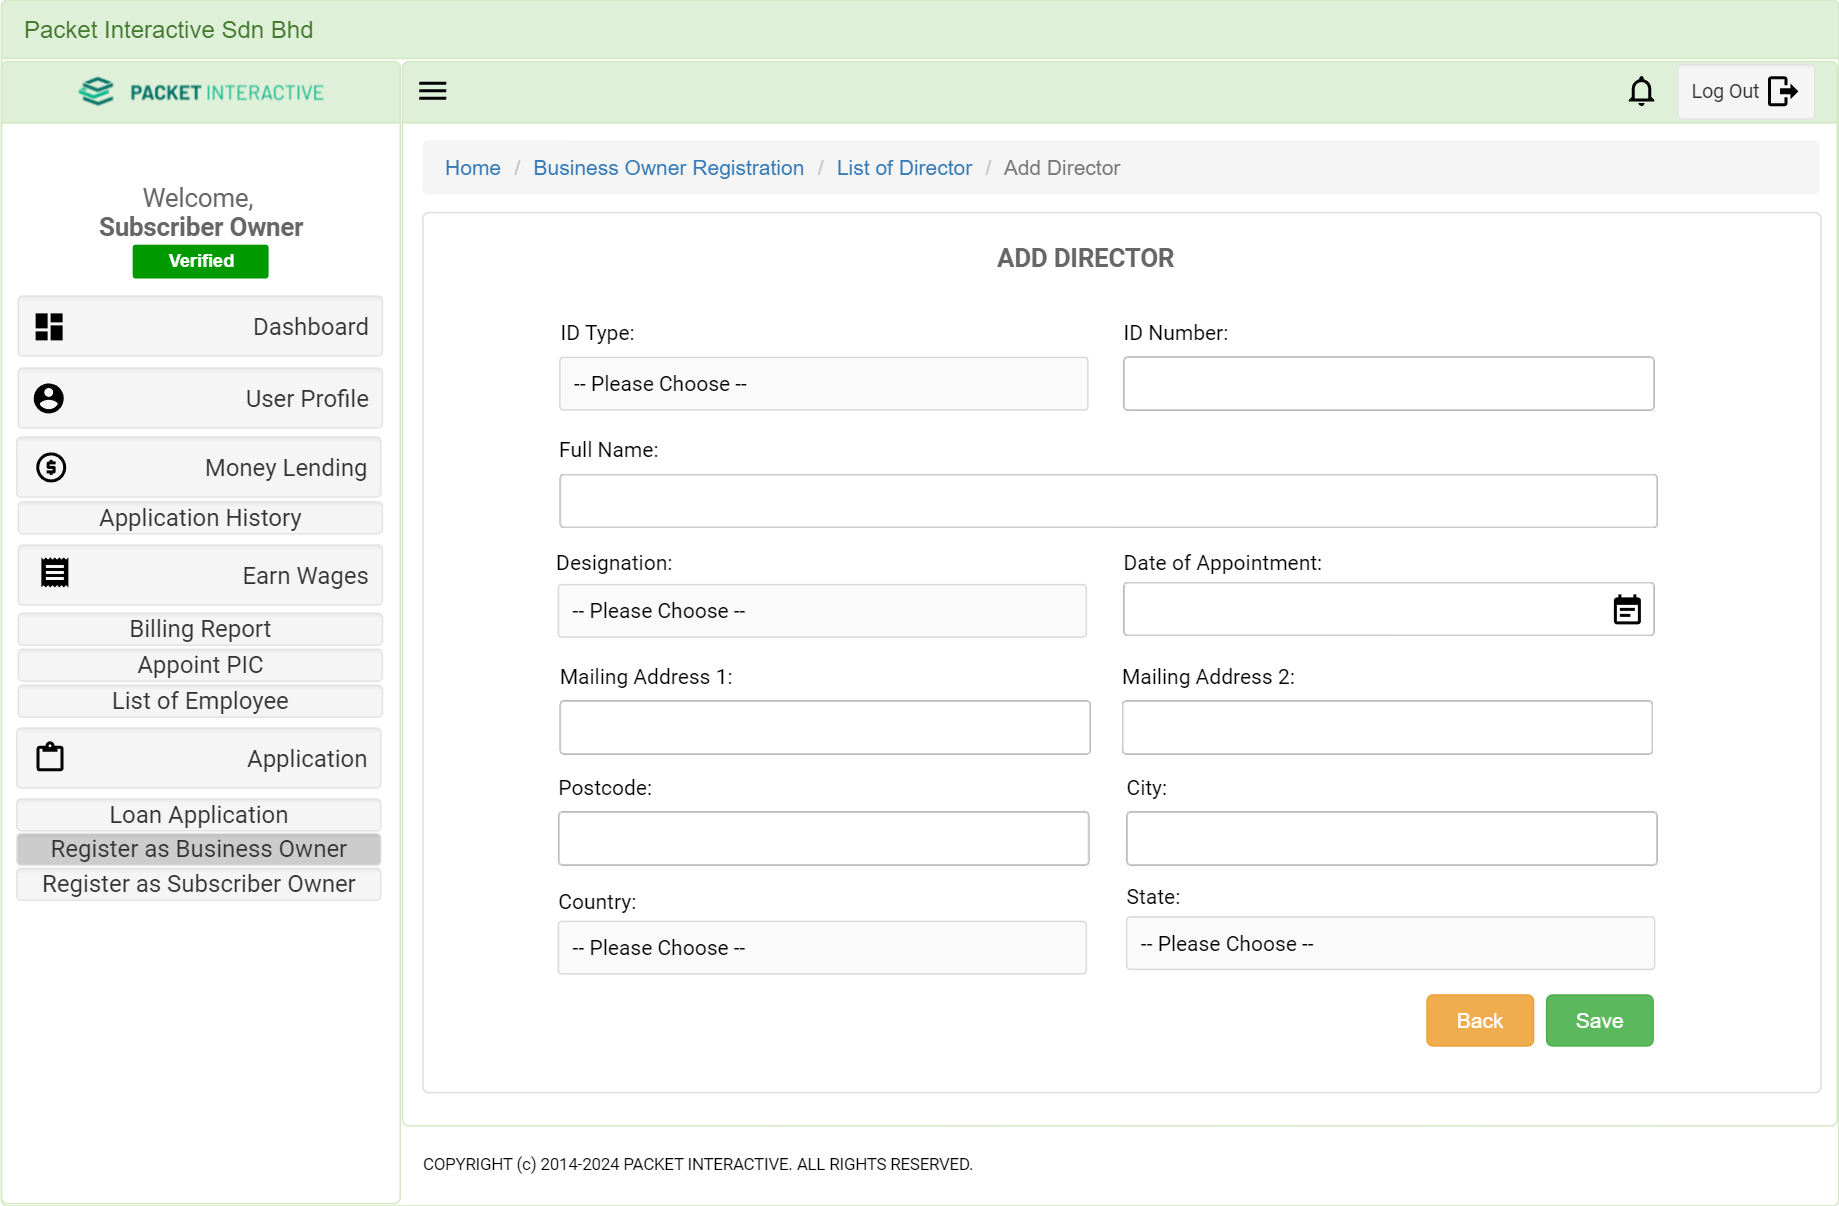 Packet Interactive Sdn Bhd
PACKET INTERACTIVE
Log Out
Welcome,
Subscriber Owner
Verified
Dashboard
User Profile
Money Lending
Application History
Earn Wages
Billing Report
Appoint PIC
List of Employee
Application
Loan Application
Register as Business Owner
Register as Subscriber Owner
Home / Business Owner Registration / List of Director / Add Director
ADD DIRECTOR
ID Type:
-- Please Choose --
ID Number:
Full Name:
Designation:
-- Please Choose --
Date of Appointment:
Mailing Address 1:
Mailing Address 2:
Postcode:
City:
Country:
-- Please Choose --
State:
-- Please Choose --
Back
Save
COPYRIGHT (c) 2014-2024 PACKET INTERACTIVE. ALL RIGHTS RESERVED.